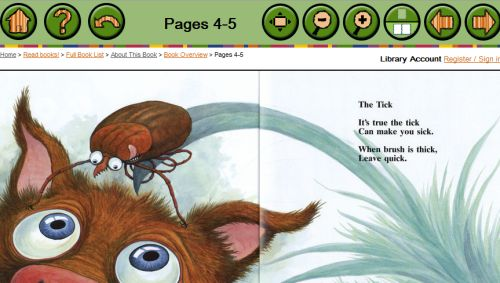 Pages 4-5
Home > Read books! > Full Book List > About This Book > Book Overview > Pages 4-5
Library Account Register / Sign in
The Tick
It's true the tick
Can make you sick.
When brush is thick,
Leave quick.